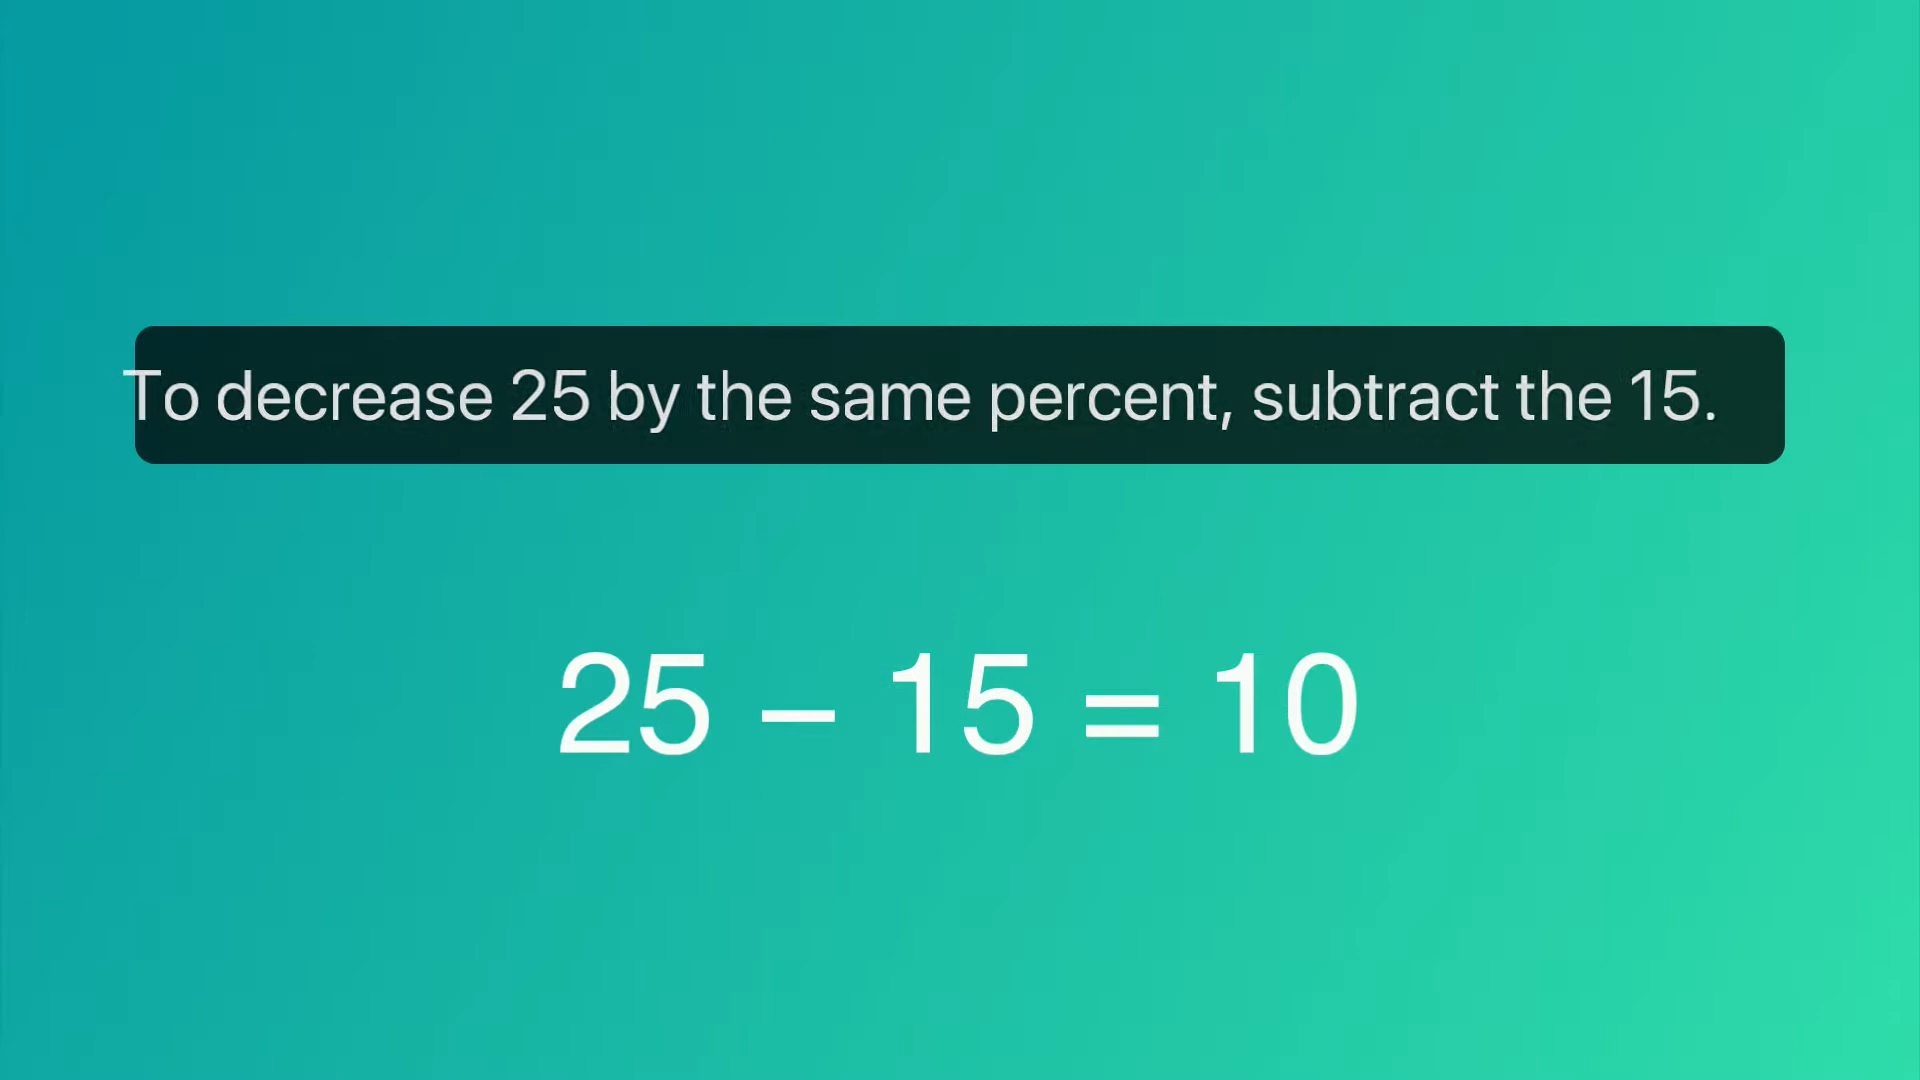 To decrease 25 by the same percent, subtract the 15.
25 – 15 = 10